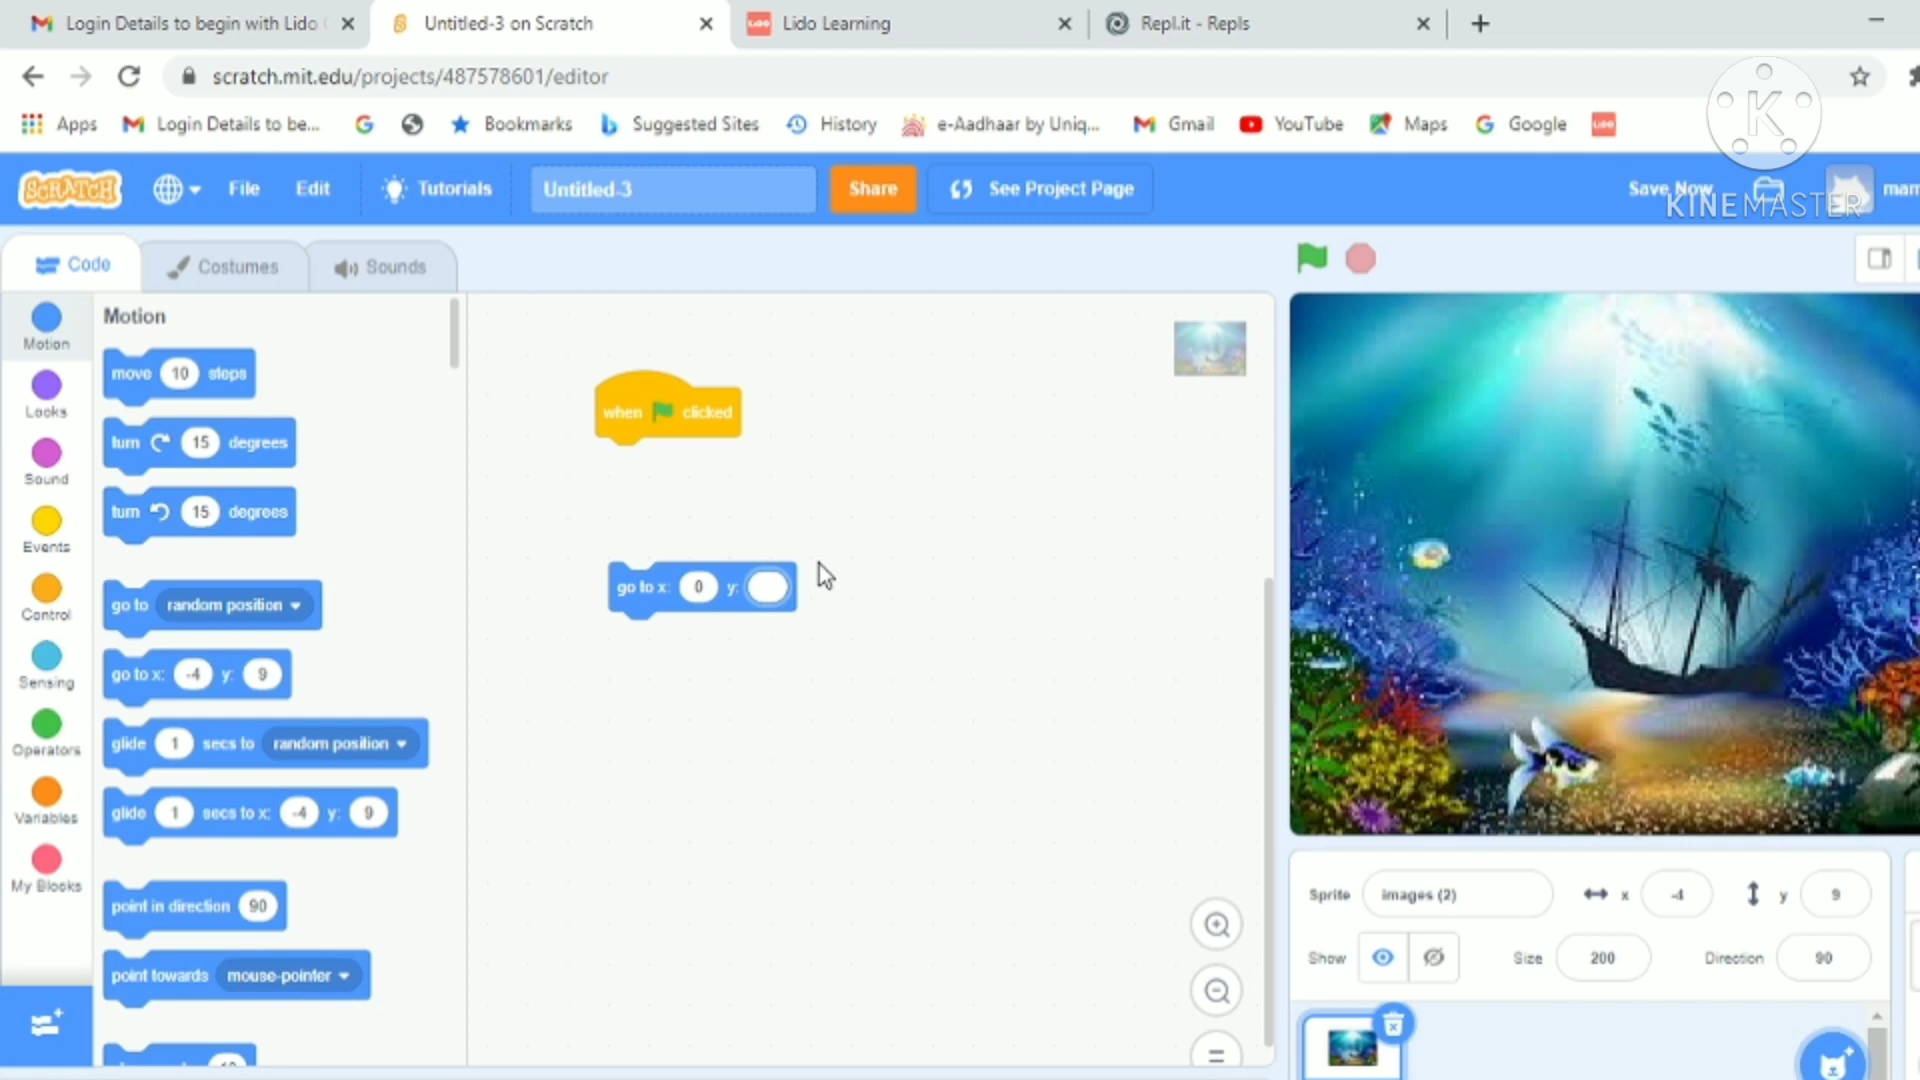 Login Details to begin with Lido
Untitled-3 on Scratch
Lido Learning
Repl.it - Repls
scratch.mit.edu/projects/487578601/editor
Apps
Login Details to be...
Bookmarks
Suggested Sites
History
e-Aadhaar by Uniq...
Gmail
YouTube
Maps
Google
LIDO
K
KINEMASTER
SCRATCH
File
Edit
Tutorials
Untitled-3
Share
See Project Page
Save Now
Code
Costumes
Sounds
Motion
Looks
Sound
Events
Control
Sensing
Operators
Variables
My Blocks
Motion
move 10 steps
turn 15 degrees
turn 15 degrees
go to random position
go to x: -4 y: 9
glide 1 secs to random position
glide 1 secs to x: -4 y: 9
point in direction 90
point towards mouse-pointer
when clicked
go to x: 0 y:
Sprite images (2) x -4 y 9
Show Size 200 Direction 90